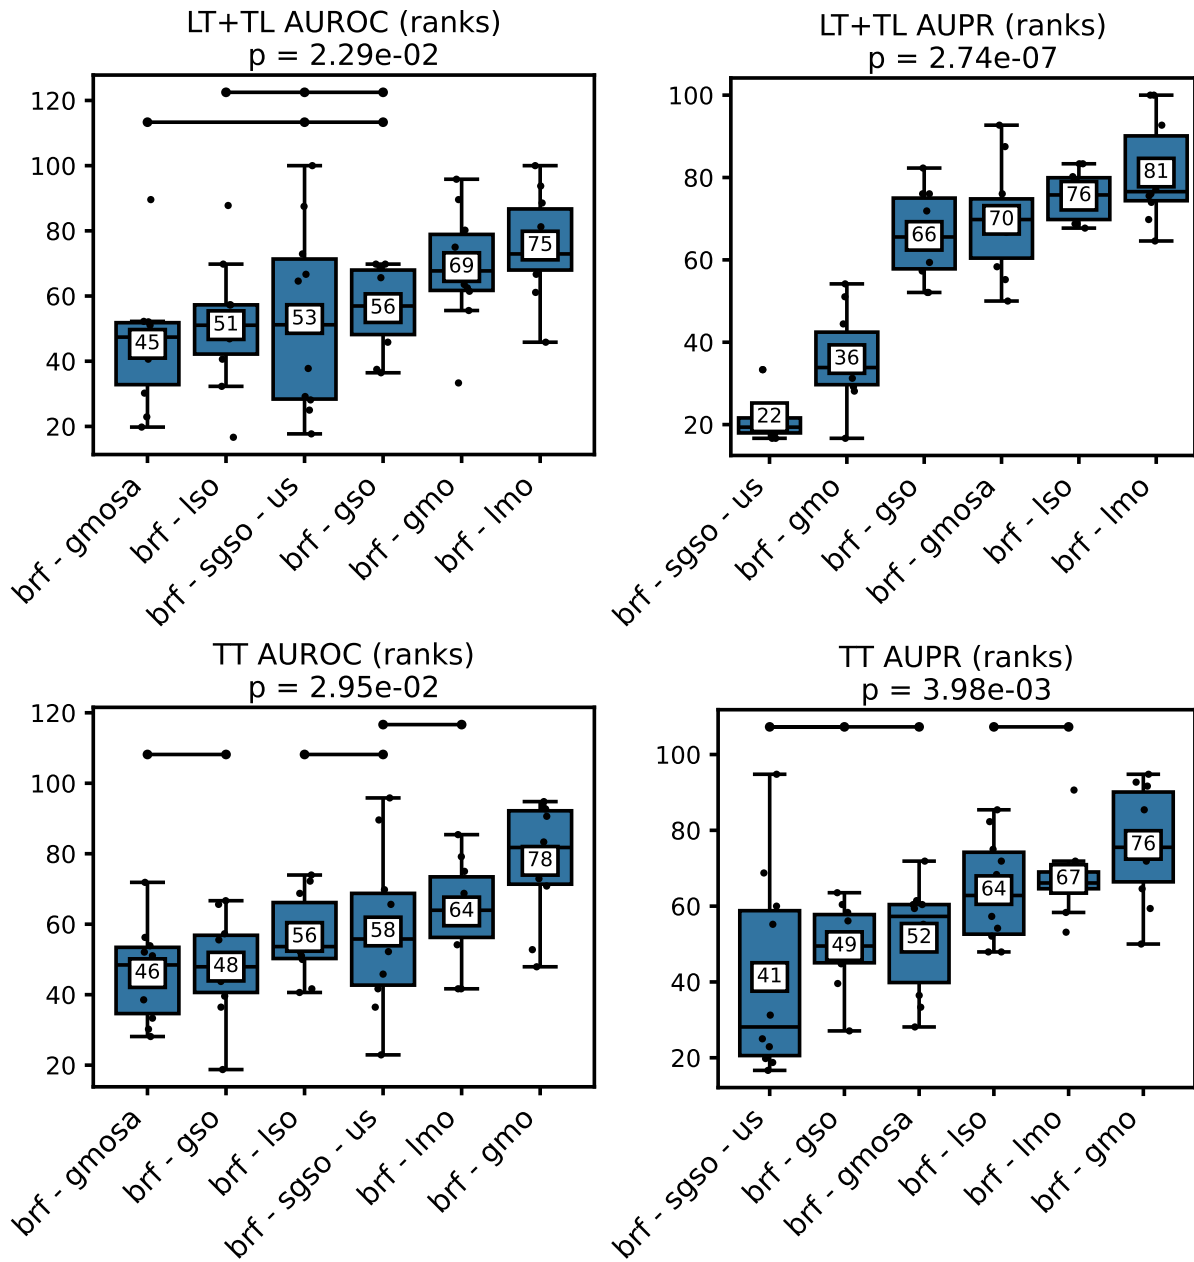 LT+TL AUROC (ranks)
p = 2.29e-02
120
100
80
60
40
20
45
51
53
56
69
75
brf - gmosa
brf - lso
brf - sgso - us
brf - gso
brf - gmo
brf - lmo
LT+TL AUPR (ranks)
p = 2.74e-07
100
80
60
40
20
22
36
66
70
76
81
brf - sgso - us
brf - gmo
brf - gso
brf - gmosa
brf - lso
brf - lmo
TT AUROC (ranks)
p = 2.95e-02
120
100
80
60
40
20
46
48
56
58
64
78
brf - gmosa
brf - gso
brf - lso
brf - sgso - us
brf - lmo
brf - gmo
TT AUPR (ranks)
p = 3.98e-03
100
80
60
40
20
41
49
52
64
67
76
brf - sgso - us
brf - gso
brf - gmosa
brf - lso
brf - lmo
brf - gmo